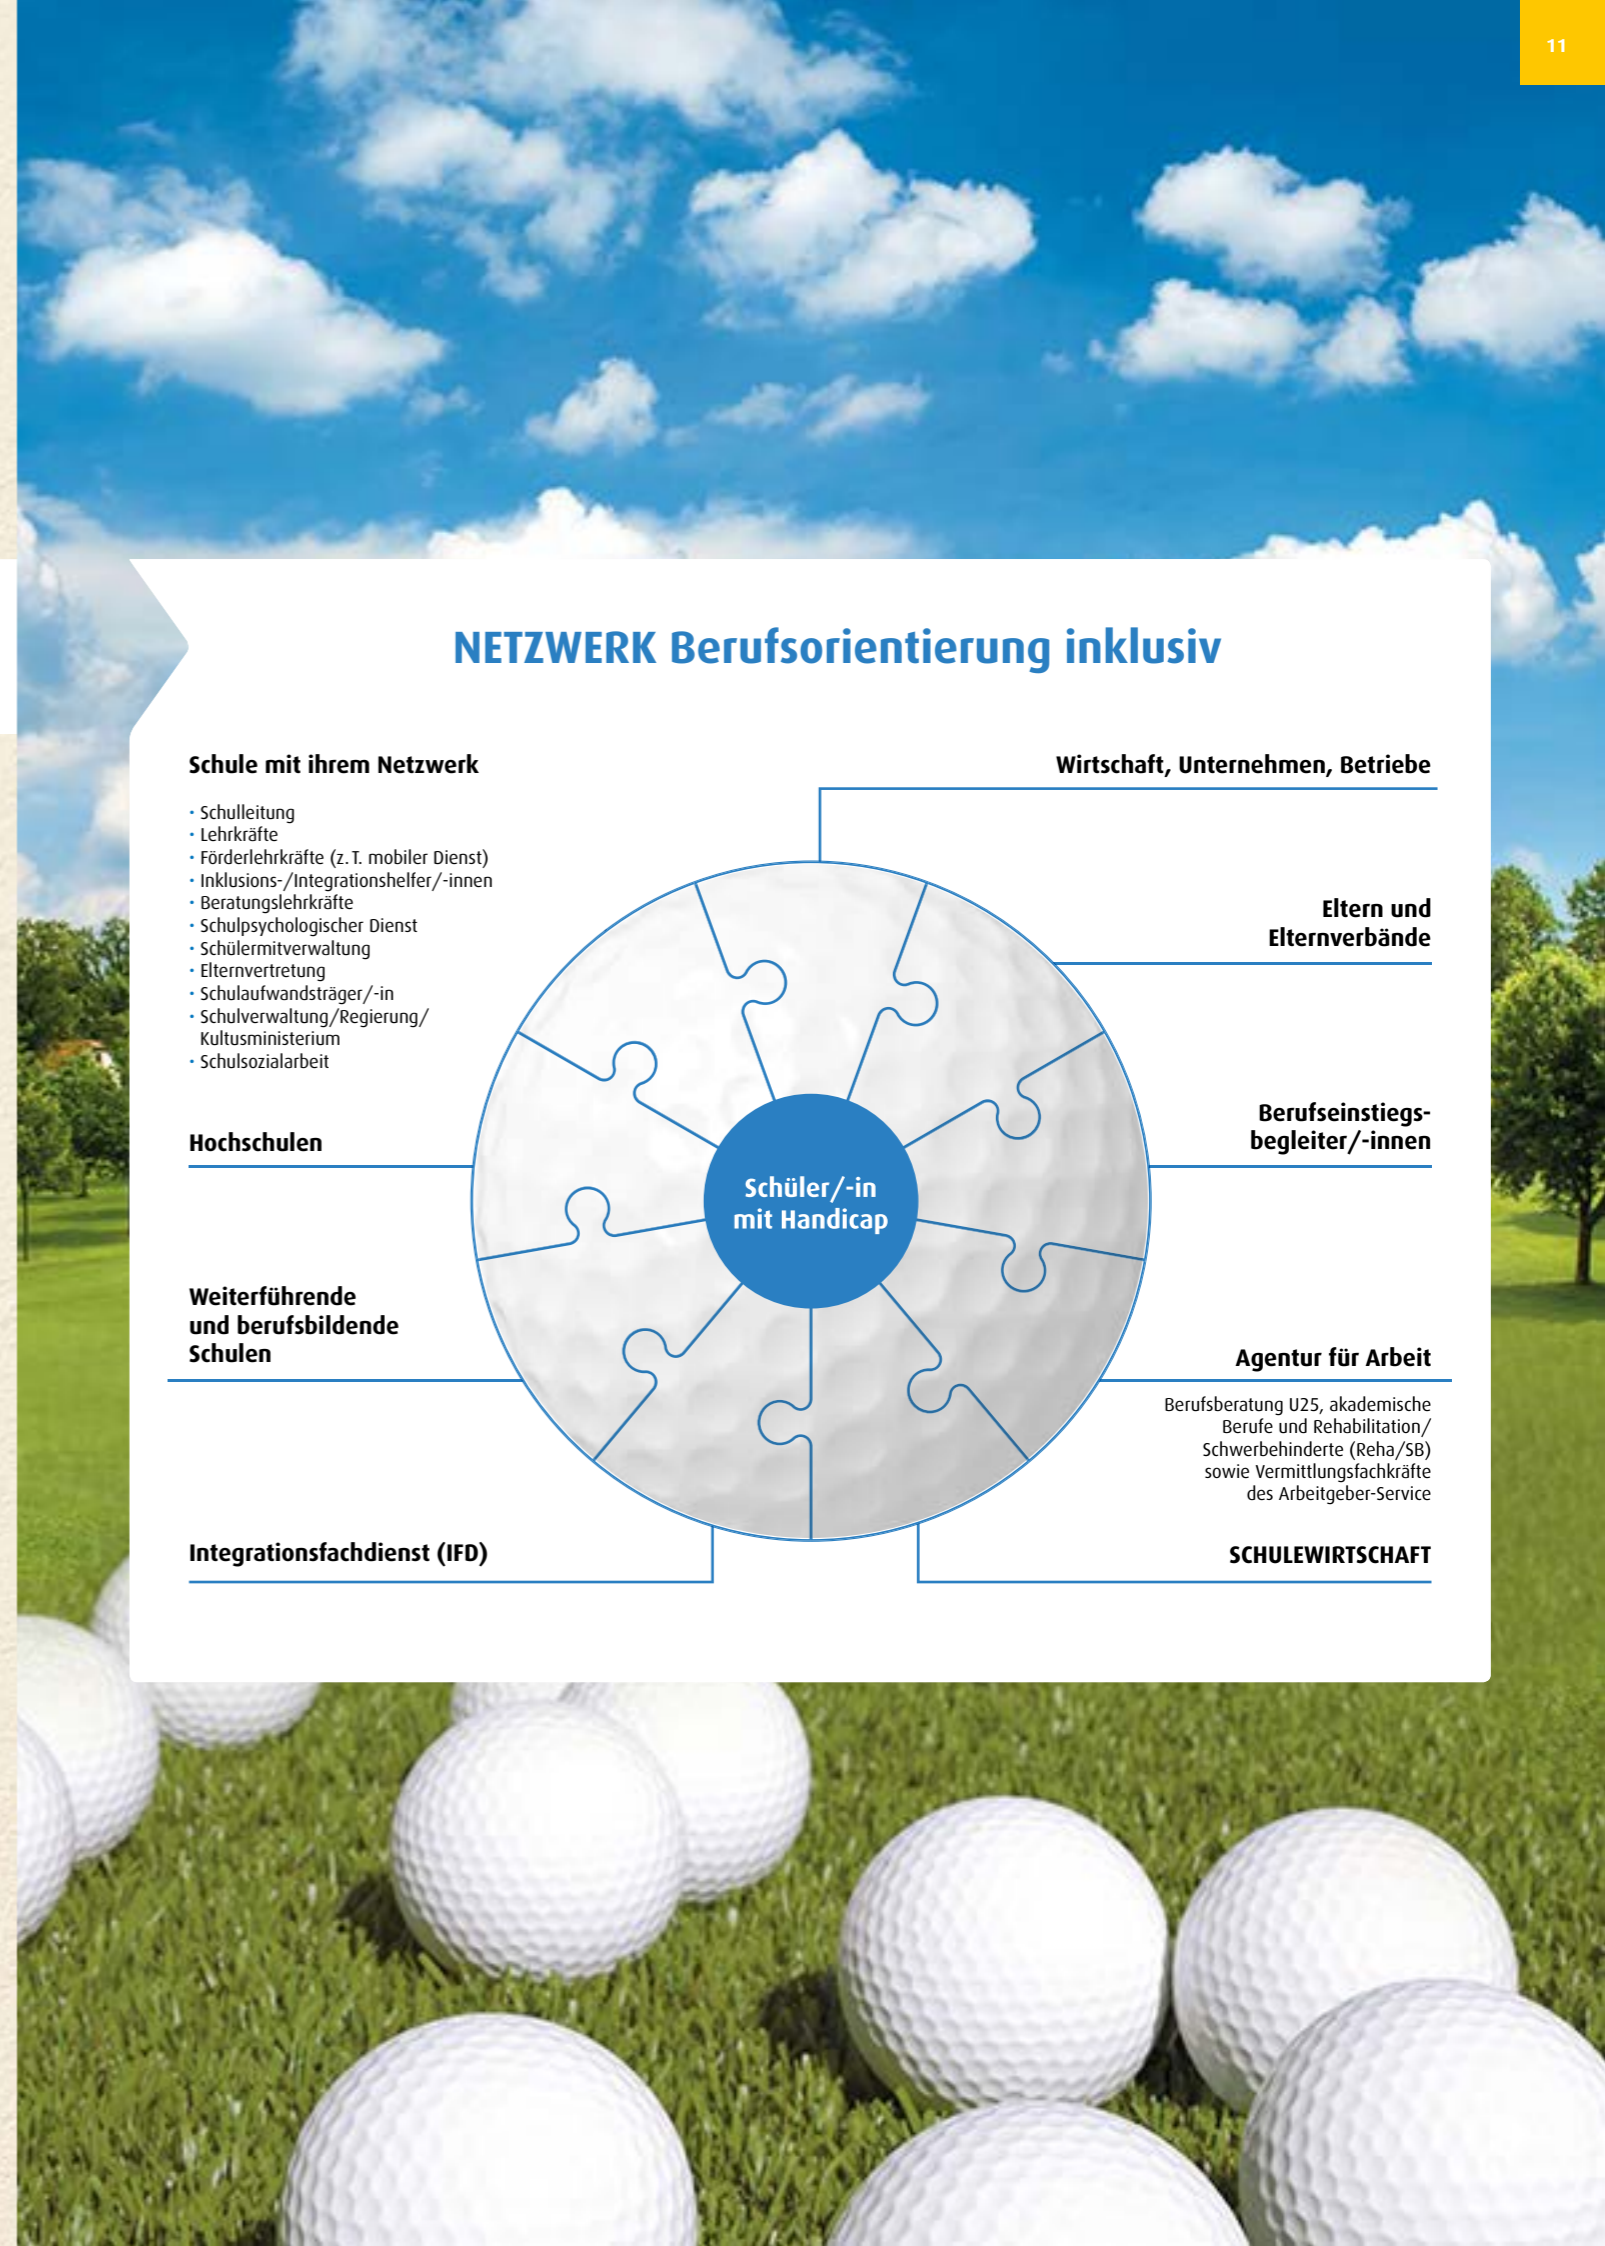 11
NETZWERK Berufsorientierung inklusiv
Schule mit ihrem Netzwerk
· Schulleitung
· Lehrkräfte
· Förderlehrkräfte (z. T. mobiler Dienst)
· Inklusions-/Integrationshelfer/-innen
· Beratungslehrkräfte
· Schulpsychologischer Dienst
· Schülermitverwaltung
· Elternvertretung
· Schulaufwandsträger/-in
· Schulverwaltung/Regierung/
Kultusministerium
· Schulsozialarbeit
Hochschulen
Weiterführende
und berufsbildende
Schulen
Integrationsfachdienst (IFD)
Schüler/-in
mit Handicap
Wirtschaft, Unternehmen, Betriebe
Eltern und
Elternverbände
Berufseinstiegs-
begleiter/-innen
Agentur für Arbeit
Berufsberatung U25, akademische
Berufe und Rehabilitation/
Schwerbehinderte (Reha/SB)
sowie Vermittlungsfachkräfte
des Arbeitgeber-Service
SCHULEWIRTSCHAFT